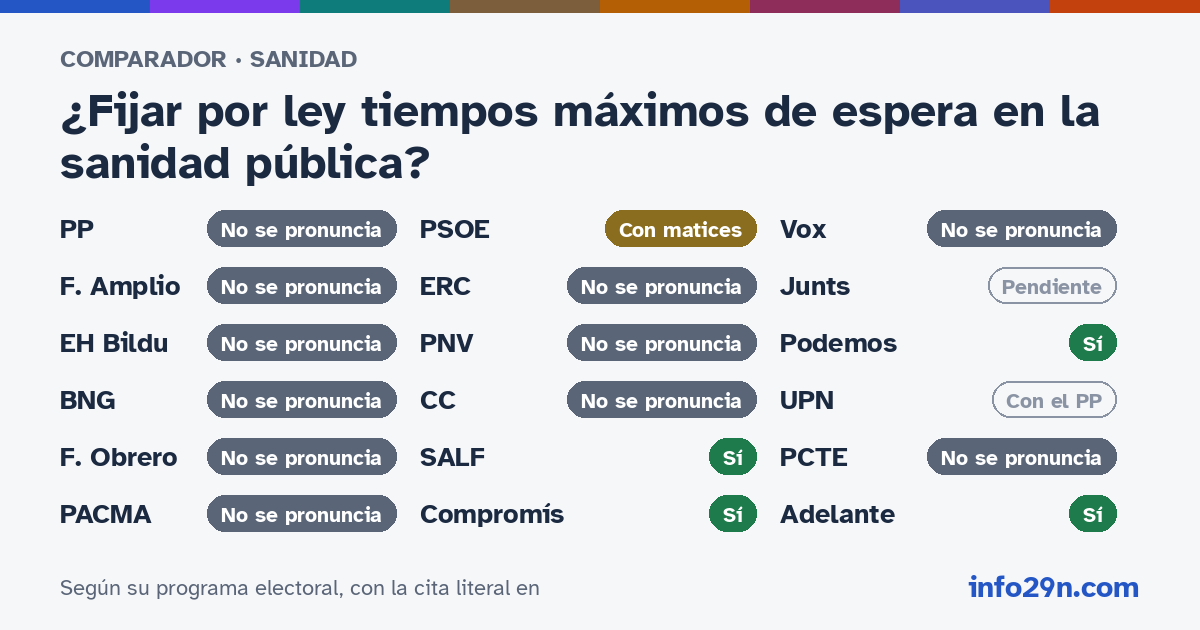 COMPARADOR · SANIDAD
¿Fijar por ley tiempos máximos de espera en la
sanidad pública?
PP No se pronuncia PSOE Con matices Vox No se pronuncia
F. Amplio No se pronuncia ERC No se pronuncia Junts Pendiente
EH Bildu No se pronuncia PNV No se pronuncia Podemos Sí
BNG No se pronuncia CC No se pronuncia UPN Con el PP
F. Obrero No se pronuncia SALF Sí PCTE No se pronuncia
PACMA No se pronuncia Compromís Sí Adelante Sí
Según su programa electoral, con la cita literal en info29n.com